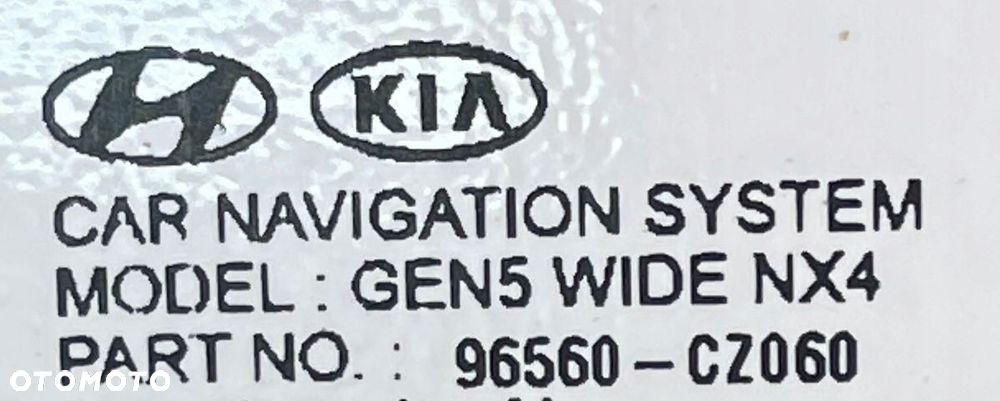 KIA
CAR NAVIGATION SYSTEM
MODEL : GEN5 WIDE NX4
PART NO. : 96560-CZ060
OTOMOTO